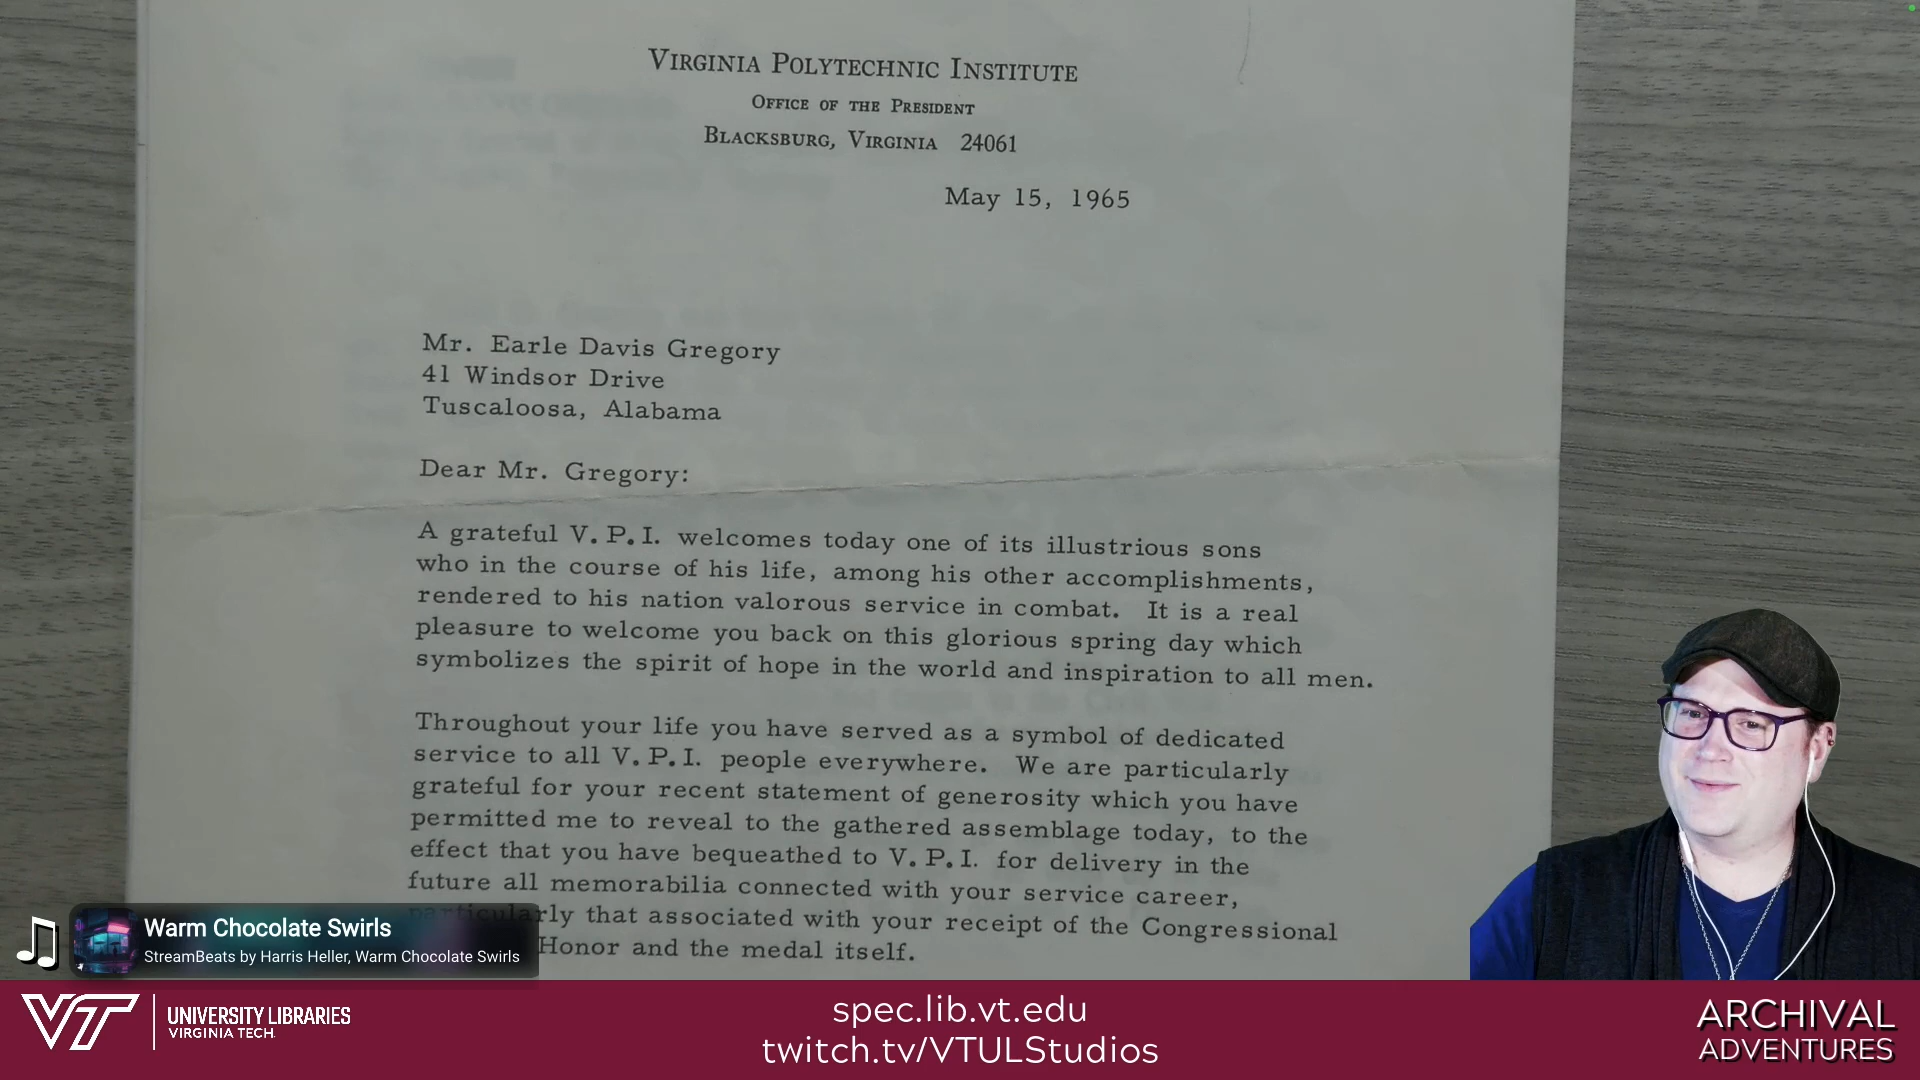 VIRGINIA POLYTECHNIC INSTITUTE
OFFICE OF THE PRESIDENT
BLACKSBURG, VIRGINIA 24061
May 15, 1965
Mr. Earle Davis Gregory
41 Windsor Drive
Tuscaloosa, Alabama
Dear Mr. Gregory:
A grateful V.P.I. welcomes today one of its illustrious sons
who in the course of his life, among his other accomplishments,
rendered to his nation valorous service in combat. It is a real
pleasure to welcome you back on this glorious spring day which
symbolizes the spirit of hope in the world and inspiration to all men.
Throughout your life you have served as a symbol of dedicated
service to all V.P.I. people everywhere. We are particularly
grateful for your recent statement of generosity which you have
permitted me to reveal to the gathered assemblage today, to the
effect that you have bequeathed to V.P.I. for delivery in the
future all memorabilia connected with your service career,
particularly that associated with your receipt of the Congressional
Honor and the medal itself.
Warm Chocolate Swirls
StreamBeats by Harris Heller, Warm Chocolate Swirls
VT
UNIVERSITY LIBRARIES
VIRGINIA TECH
spec.lib.vt.edu
twitch.tv/VTULStudios
ARCHIVAL
ADVENTURES